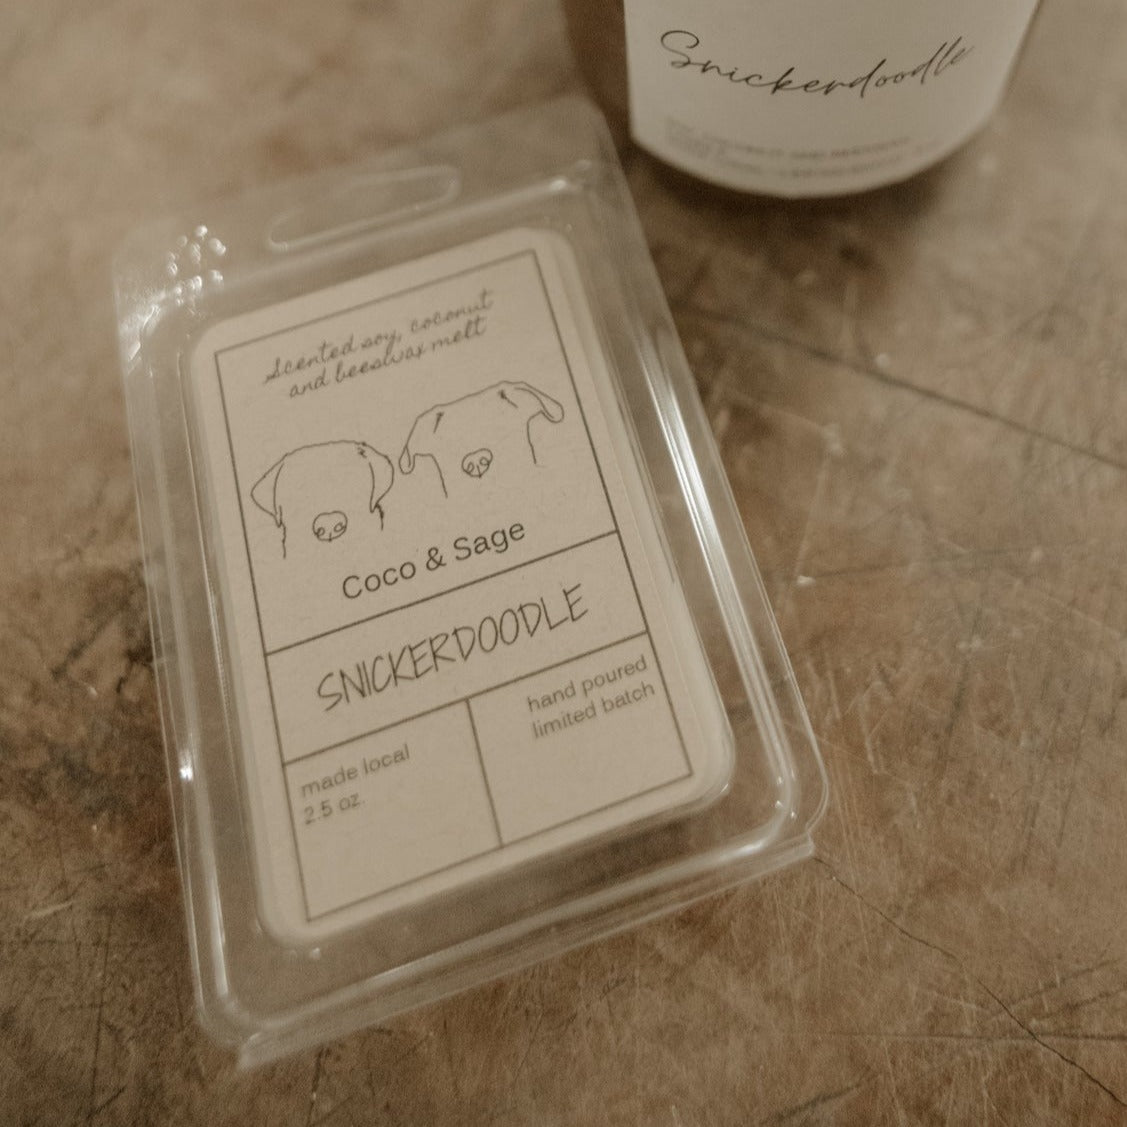 Snickerdoodle
Scented soy, coconut
and beeswax melt
Coco & Sage
SNICKERDOODLE
hand poured
limited batch
made local
2.5 oz.